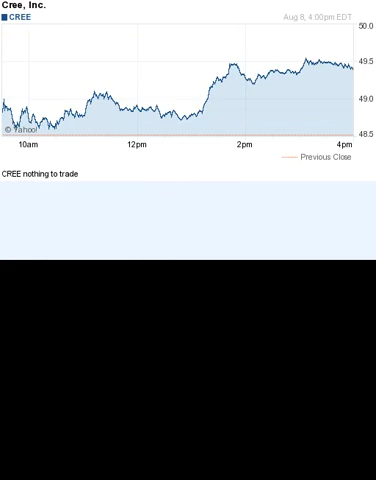 Cree, Inc.
CREE Aug 8, 4:00pm EDT
50.0
49.5
49.0
© Yahoo!
48.5
10am 12pm 2pm 4pm
Previous Close
CREE nothing to trade